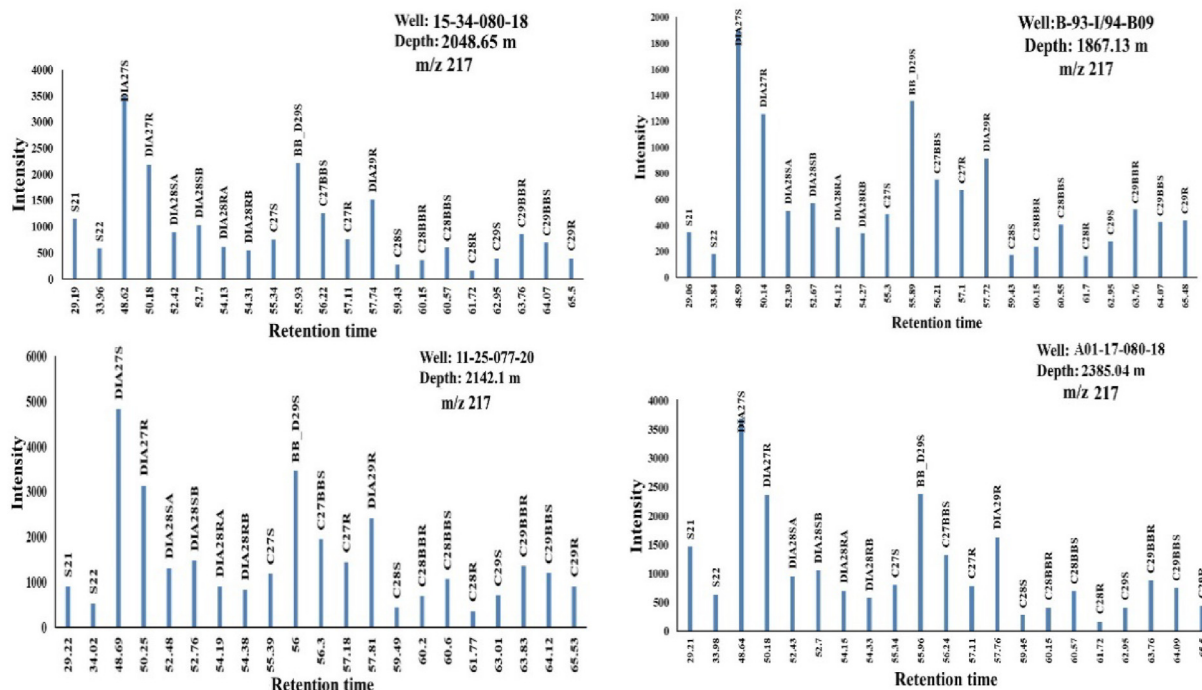 Well: 15-34-080-18
Depth: 2048.65 m
m/z 217
Intensity
4000
3500
3000
2500
2000
1500
1000
500
0
S21
S22
DIA27S
DIA27R
DIA28SA
DIA28SB
DIA28RA
DIA28RB
C27S
BB_D29S
C27BBS
C27R
DIA29R
C28S
C28BBR
C28BBS
C28R
C29S
C29BBR
C29BBS
C29R
29.19
33.96
48.62
50.18
52.42
52.7
54.13
54.31
55.34
55.93
56.22
57.11
57.74
59.43
60.15
60.57
61.72
62.95
63.76
64.07
65.5
Retention time
Well:B-93-I/94-B09
Depth: 1867.13 m
m/z 217
Intensity
2000
1800
1600
1400
1200
1000
800
600
400
200
0
S21
S22
DIA27S
DIA27R
DIA28SA
DIA28SB
DIA28RA
DIA28RB
C27S
BB_D29S
C27BBS
C27R
DIA29R
C28S
C28BBR
C28BBS
C28R
C29S
C29BBR
C29BBS
C29R
29.06
33.84
48.59
50.14
52.39
52.67
54.12
54.27
55.3
55.89
56.21
57.1
57.72
59.43
60.15
60.55
61.7
62.95
63.76
64.07
65.48
Retention time
Well: 11-25-077-20
Depth: 2142.1 m
m/z 217
Intensity
6000
5000
4000
3000
2000
1000
0
S21
S22
DIA27S
DIA27R
DIA28SA
DIA28SB
DIA28RA
DIA28RB
C27S
BB_D29S
C27BBS
C27R
DIA29R
C28S
C28BBR
C28BBS
C28R
C29S
C29BBR
C29BBS
C29R
29.22
34.02
48.69
50.25
52.48
52.76
54.19
54.38
55.39
56
56.3
57.18
57.81
59.49
60.2
60.6
61.77
63.01
63.83
64.12
65.53
Retention time
Well: A01-17-080-18
Depth: 2385.04 m
m/z 217
Intensity
4000
3500
3000
2500
2000
1500
1000
500
0
S21
S22
DIA27S
DIA27R
DIA28SA
DIA28SB
DIA28RA
DIA28RB
C27S
BB_D29S
C27BBS
C27R
DIA29R
C28S
C28BBR
C28BBS
C28R
C29S
C29BBR
C29BBS
29.21
33.98
48.64
50.18
52.43
52.7
54.15
54.33
55.34
55.96
56.24
57.11
57.76
59.45
60.15
60.57
61.72
62.95
63.76
64.09
Retention time